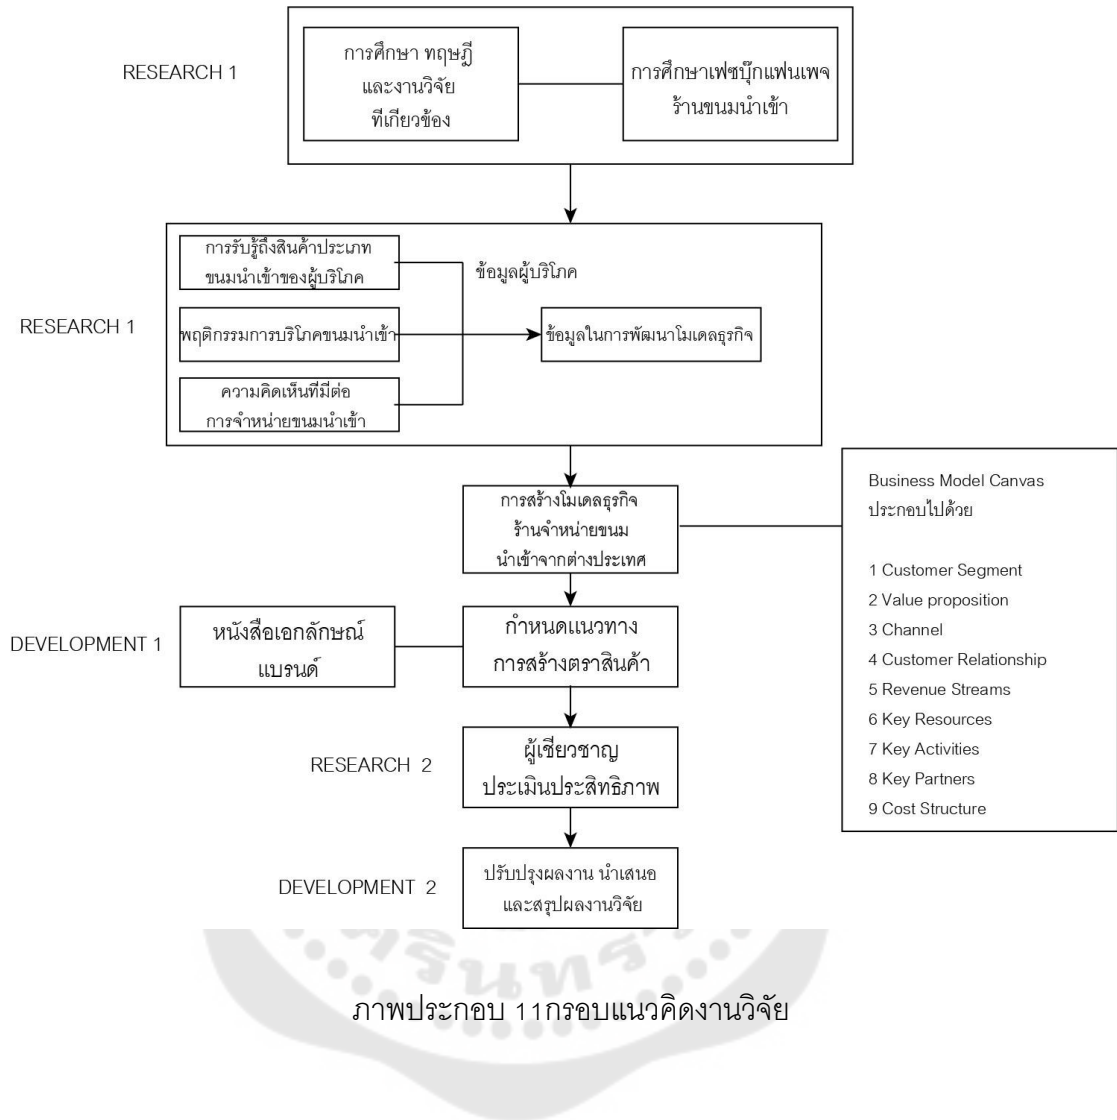 RESEARCH 1
การศึกษา ทฤษฎี
และงานวิจัย
ที่เกี่ยวข้อง
การศึกษาเฟซบุ๊กแฟนเพจ
ร้านขนมนำเข้า
RESEARCH 1
การรับรู้ถึงสินค้าประเภท
ขนมนำเข้าของผู้บริโภค
พฤติกรรมการบริโภคขนมนำเข้า
ความคิดเห็นที่มีต่อ
การจำหน่ายขนมนำเข้า
ข้อมูลผู้บริโภค
ข้อมูลในการพัฒนาโมเดลธุรกิจ
การสร้างโมเดลธุรกิจ
ร้านจำหน่ายขนม
นำเข้าจากต่างประเทศ
Business Model Canvas
ประกอบไปด้วย
1 Customer Segment
2 Value proposition
3 Channel
4 Customer Relationship
5 Revenue Streams
6 Key Resources
7 Key Activities
8 Key Partners
9 Cost Structure
DEVELOPMENT 1
หนังสือเอกลักษณ์
แบรนด์
กำหนดแนวทาง
การสร้างตราสินค้า
RESEARCH 2
ผู้เชี่ยวชาญ
ประเมินประสิทธิภาพ
DEVELOPMENT 2
ปรับปรุงผลงาน นำเสนอ
และสรุปผลงานวิจัย
ภาพประกอบ 11กรอบแนวคิดงานวิจัย